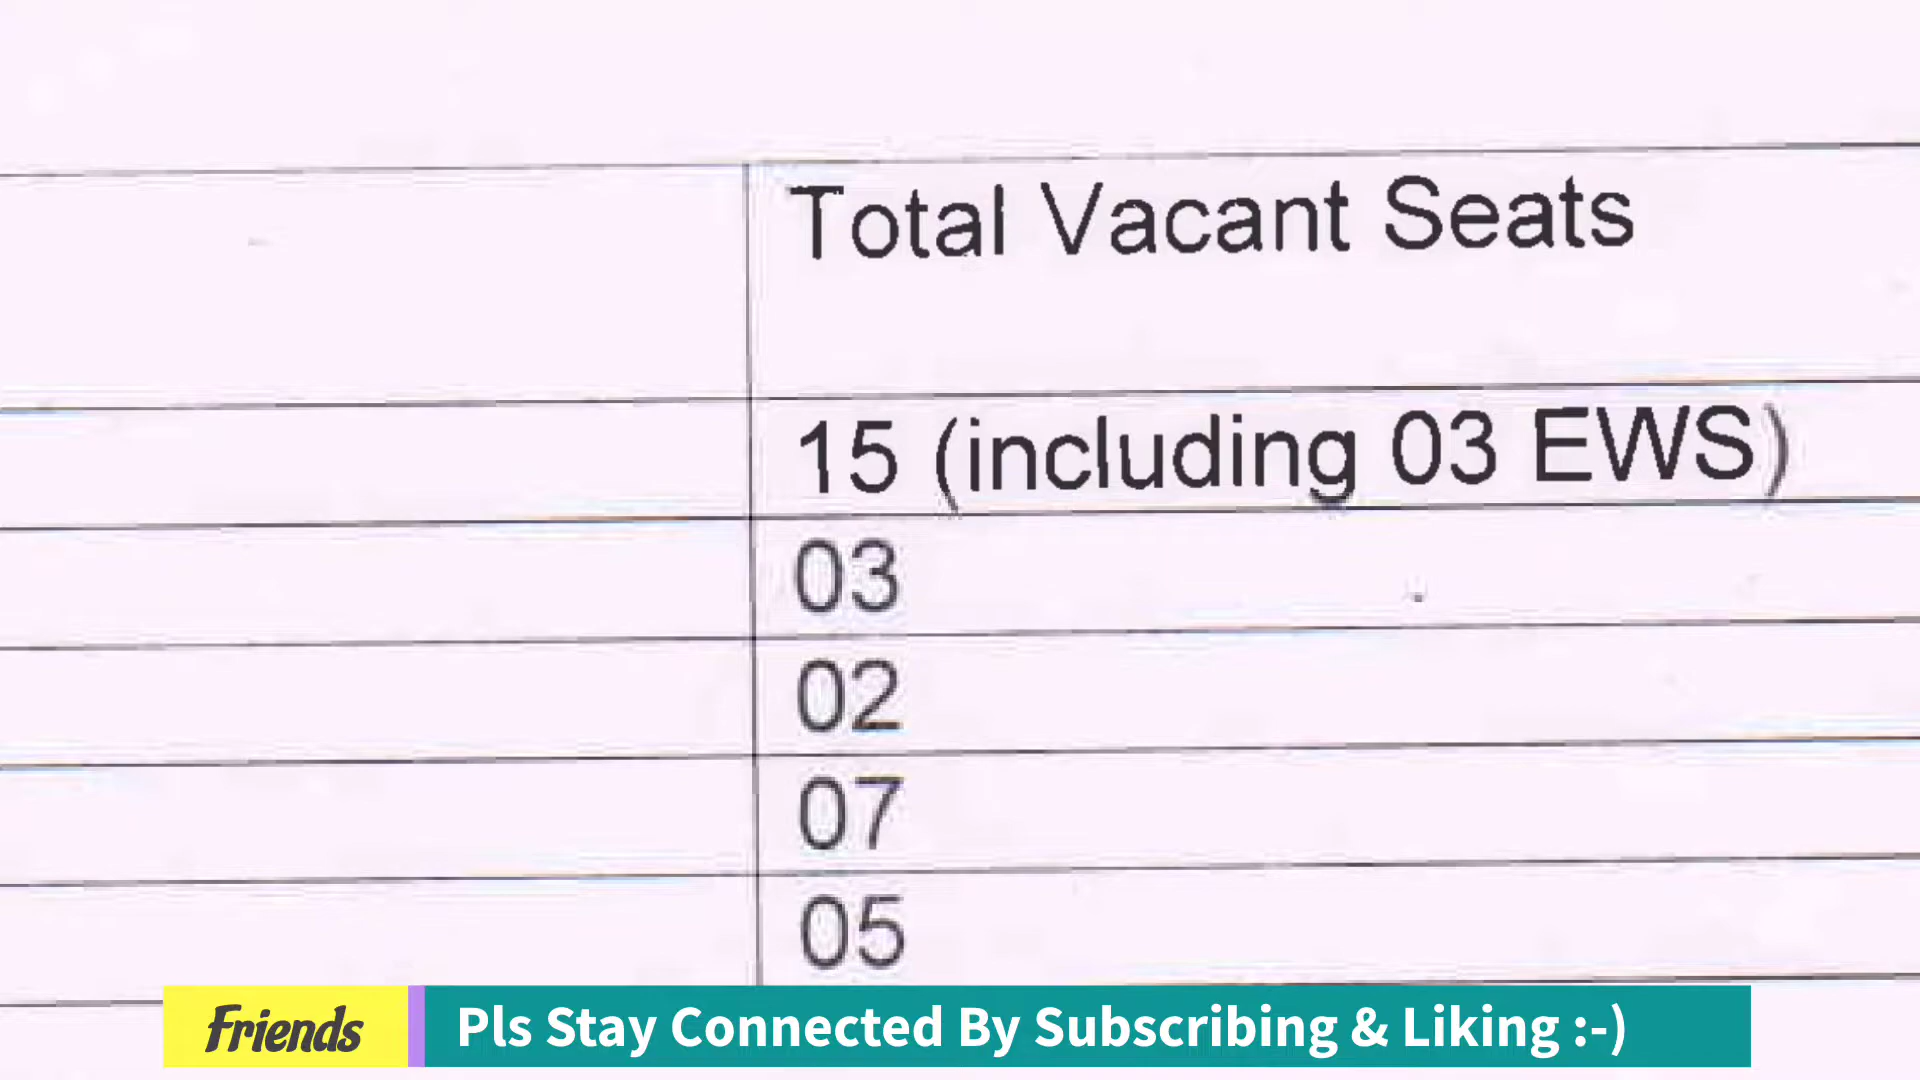 Total Vacant Seats
15 (including 03 EWS)
03
02
07
05
Friends
Pls Stay Connected By Subscribing & Liking :-)